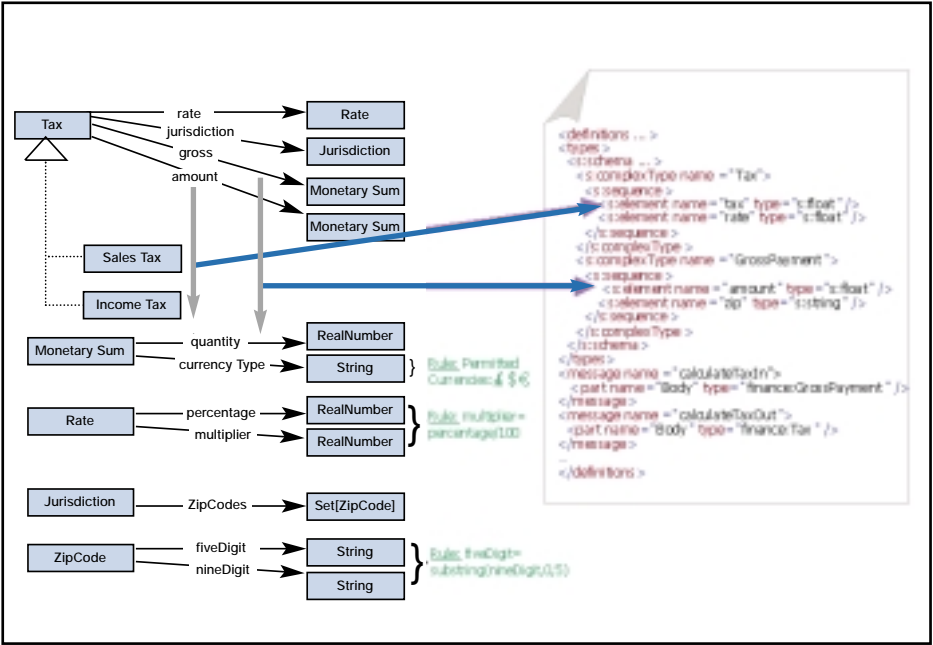 Tax
rate
jurisdiction
gross
amount
Rate
Jurisdiction
Monetary Sum
Monetary Sum
Sales Tax
Income Tax
Monetary Sum
quantity
currency Type
RealNumber
String
}
Rule: Permitted
Currencies: £ $ €
Rate
percentage
multiplier
RealNumber
RealNumber
}
Rule: multiplier=
percentage/100
Jurisdiction
ZipCodes
Set[ZipCode]
ZipCode
fiveDigit
nineDigit
String
String
}
Rule: fiveDigit=
substring(nineDigit,0,5)
<definitions ... >
<types >
<s:schema ... >
<s:complexType name ="Tax">
<s:sequence >
<s:element name ="tax" type="s:float" />
<s:element name ="rate" type="s:float" />
</s:sequence >
</s:complexType >
<s:complexType name ="GrossPayment">
<s:sequence >
<s:element name ="amount" type="s:float" />
<s:element name ="zip" type="s:string" />
</s:sequence >
</s:complexType >
</s:schema >
</types>
<message name ="calculateTaxIn">
<part name="Body" type="finance:GrossPayment" />
</message>
<message name ="calculateTaxOut">
<part name="Body" type="finance:Tax " />
</message>
...
</definitions >